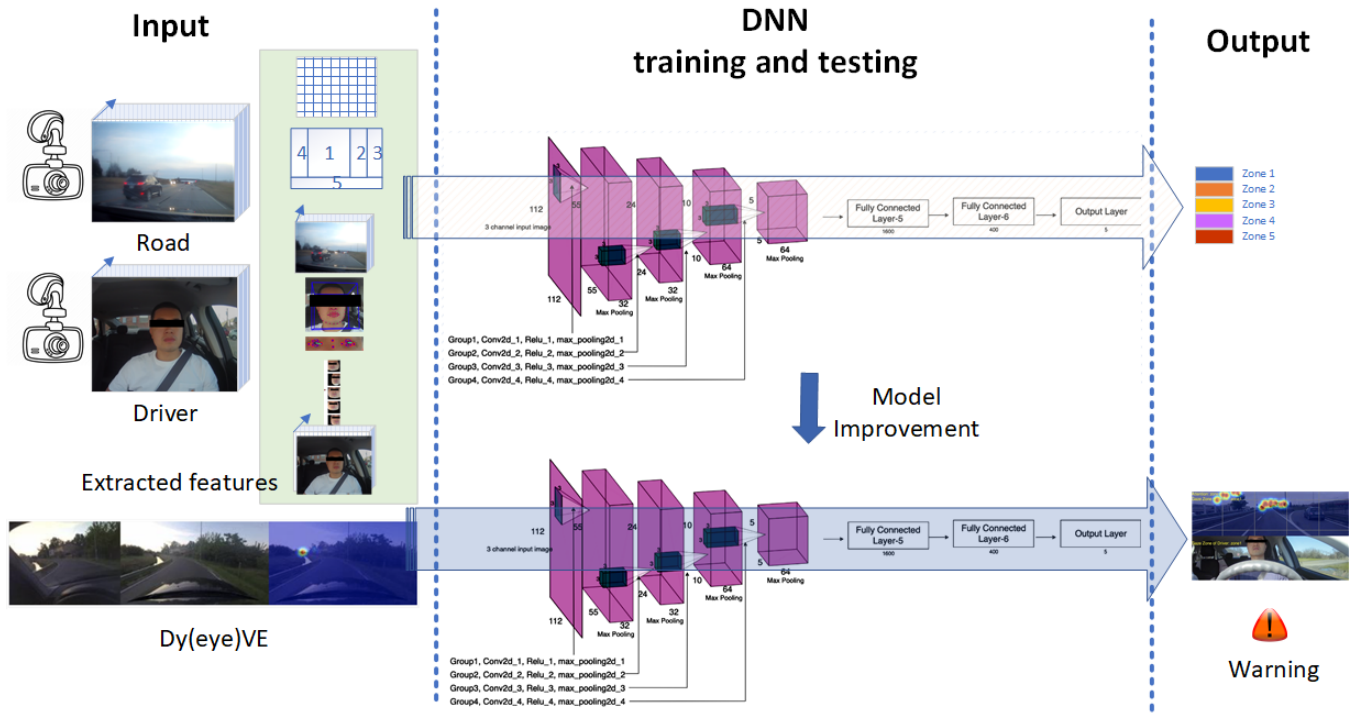 Input
DNN
training and testing
Output
4 1 2 3
5
Road
Driver
Extracted features
Dy(eye)VE
112
3 channel input image
112
55
55
32
Max Pooling
24
24
32
Max Pooling
10
10
64
Max Pooling
5
5
64
Max Pooling
Fully Connected
Layer-5
1600
Fully Connected
Layer-6
400
Output Layer
5
Group1, Conv2d_1, Relu_1, max_pooling2d_1
Group2, Conv2d_2, Relu_2, max_pooling2d_2
Group3, Conv2d_3, Relu_3, max_pooling2d_3
Group4, Conv2d_4, Relu_4, max_pooling2d_4
Zone 1
Zone 2
Zone 3
Zone 4
Zone 5
Model
Improvement
112
3 channel input image
112
55
55
32
Max Pooling
24
24
32
Max Pooling
10
10
64
Max Pooling
5
5
64
Max Pooling
Fully Connected
Layer-5
1600
Fully Connected
Layer-6
400
Output Layer
5
Group1, Conv2d_1, Relu_1, max_pooling2d_1
Group2, Conv2d_2, Relu_2, max_pooling2d_2
Group3, Conv2d_3, Relu_3, max_pooling2d_3
Group4, Conv2d_4, Relu_4, max_pooling2d_4
Warning